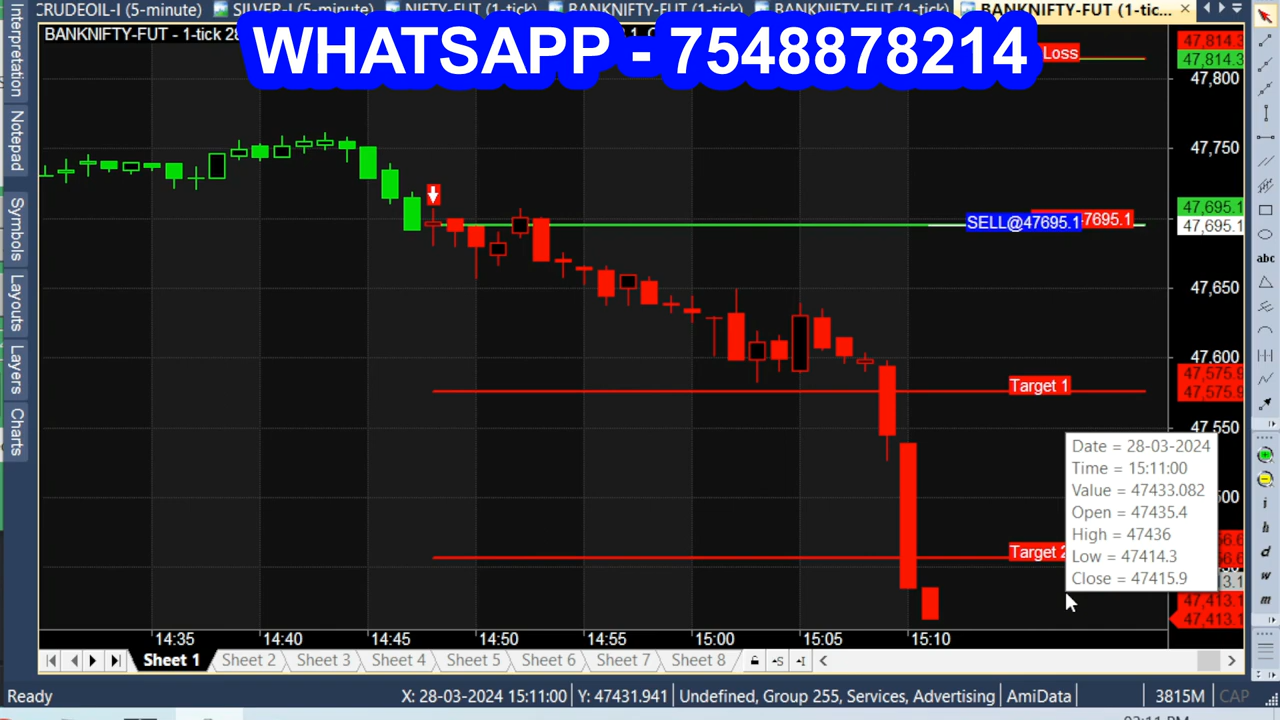 CRUDEOIL-I (5-minute) SILVER-I (5-minute) NIFTY-FUT (1-tick) BANKNIFTY-FUT (1-tick) BANKNIFTY-FUT (1-tick) BANKNIFTY-FUT (1-tic...
BANKNIFTY-FUT - 1-tick
WHATSAPP - 7548878214
Loss
47,814.3
47,814.3
47,800
47,750
47,695.1
SELL@47695.1 7695.1
47,695.1
47,650
47,600
47,575.9
Target 1
47,575.9
47,550
Target 2
47,413.1
47,413.1
Date = 28-03-2024
Time = 15:11:00
Value = 47433.082
Open = 47435.4
High = 47436
Low = 47414.3
Close = 47415.9
14:35 14:40 14:45 14:50 14:55 15:00 15:05 15:10
Interpretation
Notepad
Symbols
Layouts
Layers
Charts
abc
i
h
d
w
m
Sheet 1 Sheet 2 Sheet 3 Sheet 4 Sheet 5 Sheet 6 Sheet 7 Sheet 8
Ready X: 28-03-2024 15:11:00 Y: 47431.941 Undefined, Group 255, Services, Advertising AmiData 3815M CAP